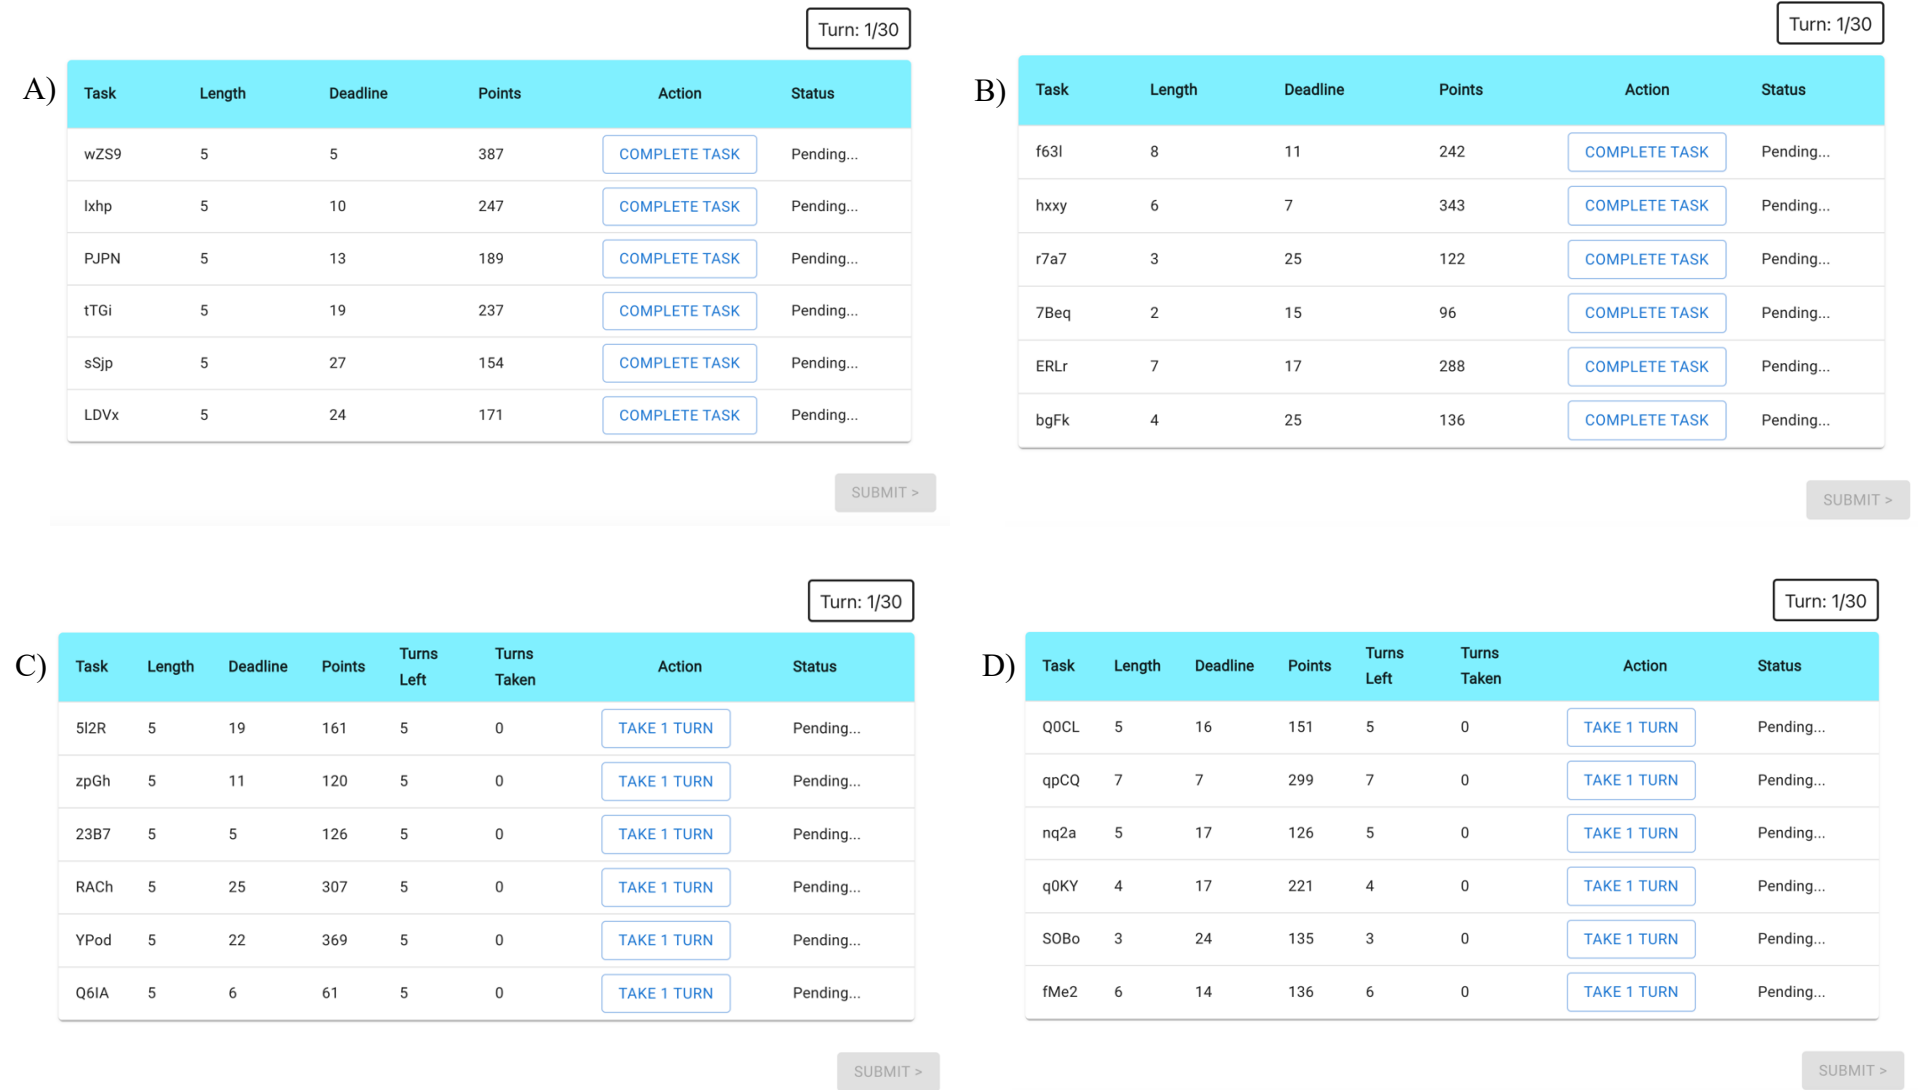 Turn: 1/30
A)
Task Length Deadline Points Action Status
wZS9 5 5 387 COMPLETE TASK Pending...
lxhp 5 10 247 COMPLETE TASK Pending...
PJPN 5 13 189 COMPLETE TASK Pending...
tTGi 5 19 237 COMPLETE TASK Pending...
sSjp 5 27 154 COMPLETE TASK Pending...
LDVx 5 24 171 COMPLETE TASK Pending...
SUBMIT >
Turn: 1/30
B)
Task Length Deadline Points Action Status
f63l 8 11 242 COMPLETE TASK Pending...
hxxy 6 7 343 COMPLETE TASK Pending...
r7a7 3 25 122 COMPLETE TASK Pending...
7Beq 2 15 96 COMPLETE TASK Pending...
ERLr 7 17 288 COMPLETE TASK Pending...
bgFk 4 25 136 COMPLETE TASK Pending...
SUBMIT >
Turn: 1/30
C)
Task Length Deadline Points Turns Left Turns Taken Action Status
5l2R 5 19 161 5 0 TAKE 1 TURN Pending...
zpGh 5 11 120 5 0 TAKE 1 TURN Pending...
23B7 5 5 126 5 0 TAKE 1 TURN Pending...
RACh 5 25 307 5 0 TAKE 1 TURN Pending...
YPod 5 22 369 5 0 TAKE 1 TURN Pending...
Q6IA 5 6 61 5 0 TAKE 1 TURN Pending...
SUBMIT >
Turn: 1/30
D)
Task Length Deadline Points Turns Left Turns Taken Action Status
Q0CL 5 16 151 5 0 TAKE 1 TURN Pending...
qpCQ 7 7 299 7 0 TAKE 1 TURN Pending...
nq2a 5 17 126 5 0 TAKE 1 TURN Pending...
q0KY 4 17 221 4 0 TAKE 1 TURN Pending...
SOBo 3 24 135 3 0 TAKE 1 TURN Pending...
fMe2 6 14 136 6 0 TAKE 1 TURN Pending...
SUBMIT >